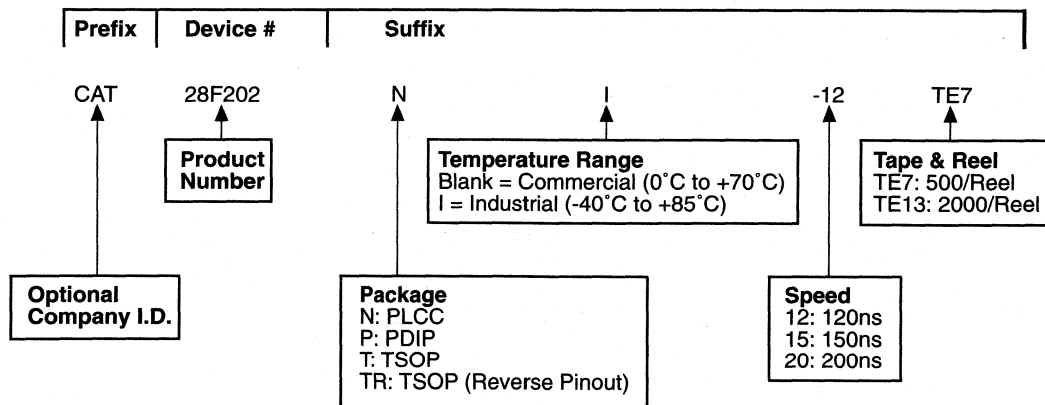 Prefix Device # Suffix
CAT 28F202 N I -12 TE7
Product
Number
Temperature Range
Blank = Commercial (0˚C to +70˚C)
I = Industrial (-40˚C to +85˚C)
Tape & Reel
TE7: 500/Reel
TE13: 2000/Reel
Optional
Company I.D.
Package
N: PLCC
P: PDIP
T: TSOP
TR: TSOP (Reverse Pinout)
Speed
12: 120ns
15: 150ns
20: 200ns